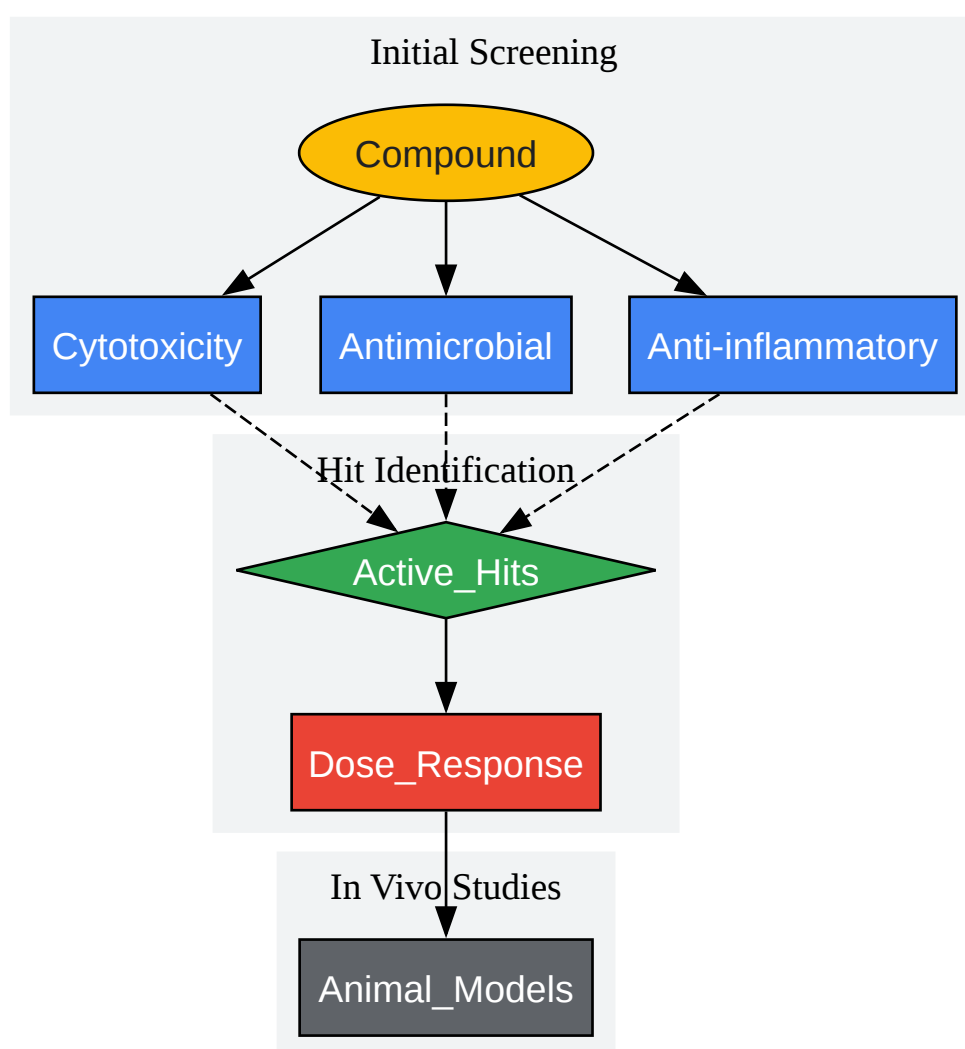 Initial Screening
Compound
Cytotoxicity
Antimicrobial
Anti-inflammatory
Hit Identification
Active_Hits
Dose_Response
In Vivo Studies
Animal_Models